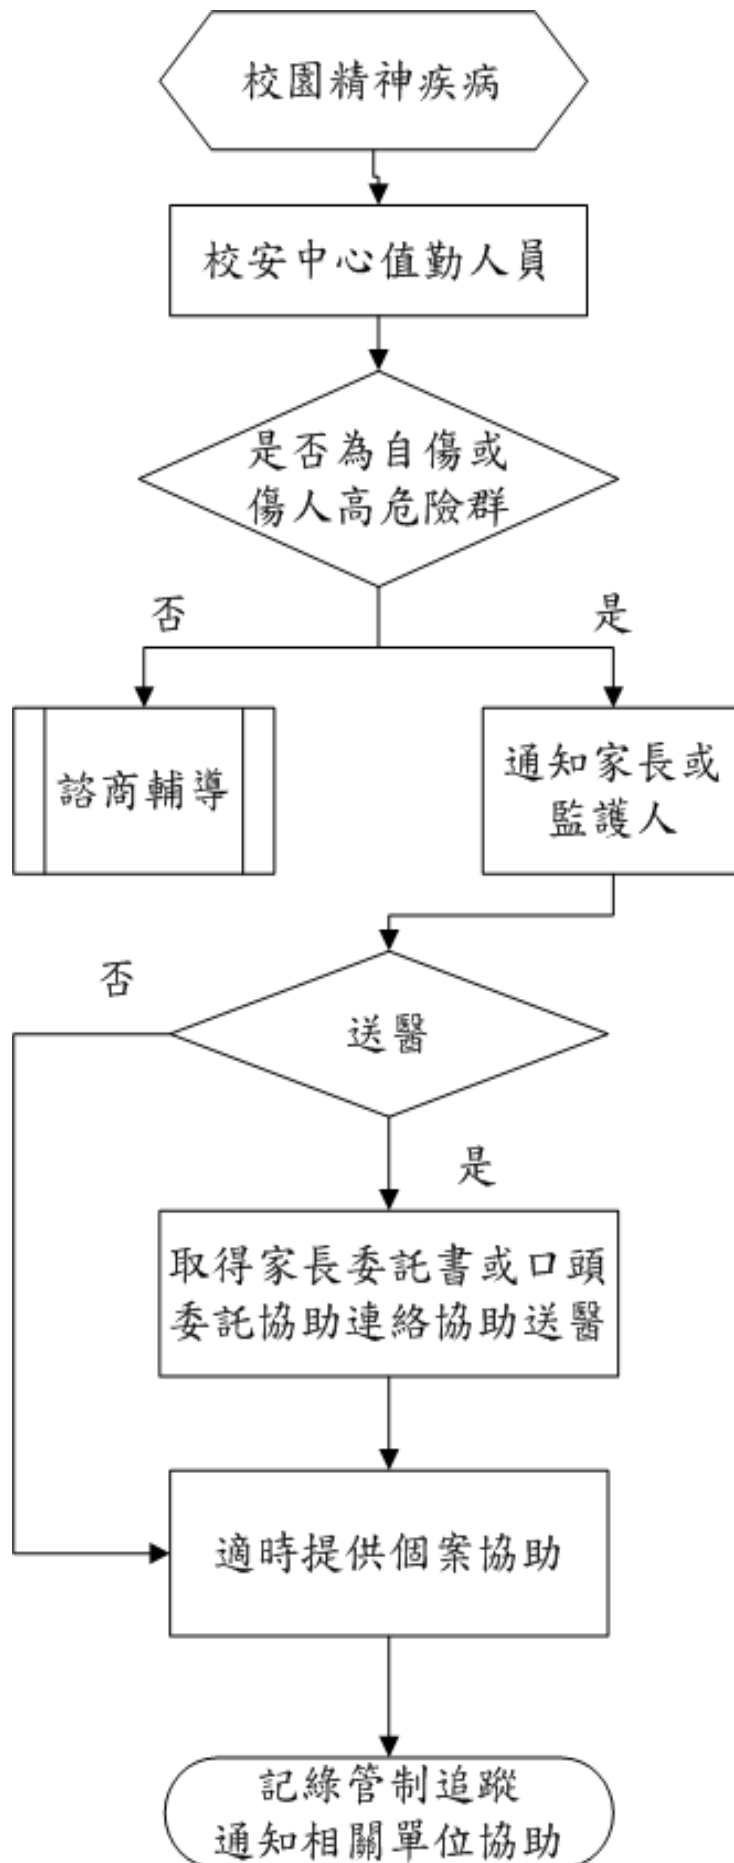 校園精神疾病
校安中心值勤人員
是否為自傷或
傷人高危險群
否
是
諮商輔導
通知家長或
監護人
否
送醫
是
取得家長委託書或口頭
委託協助連絡協助送醫
適時提供個案協助
記綠管制追蹤
通知相關單位協助